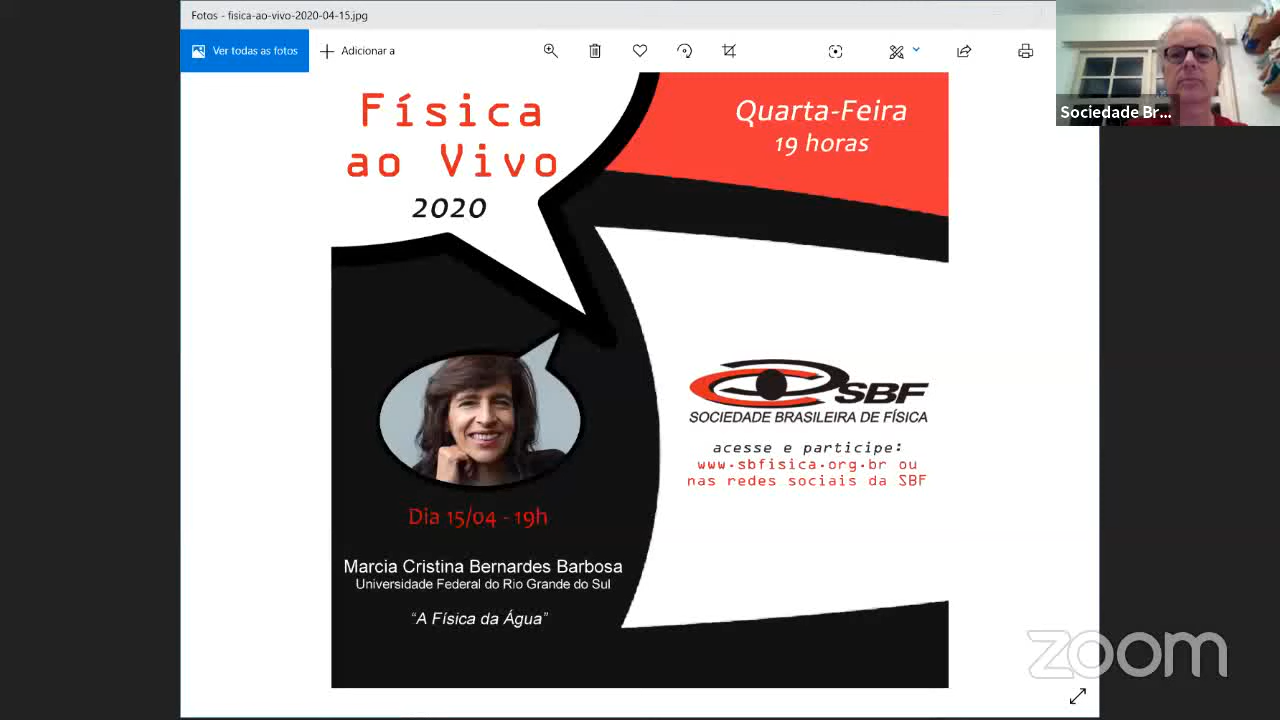 Fotos - fisica-ao-vivo-2020-04-15.jpg
Ver todas as fotos
Adicionar a
Sociedade Br...
Física
ao Vivo
2020
Quarta-Feira
19 horas
SBF
SOCIEDADE BRASILEIRA DE FÍSICA
acesse e participe:
www.sbfisica.org.br ou
nas redes sociais da SBF
Dia 15/04 - 19h
Marcia Cristina Bernardes Barbosa
Universidade Federal do Rio Grande do Sul
“A Física da Água”
zoom